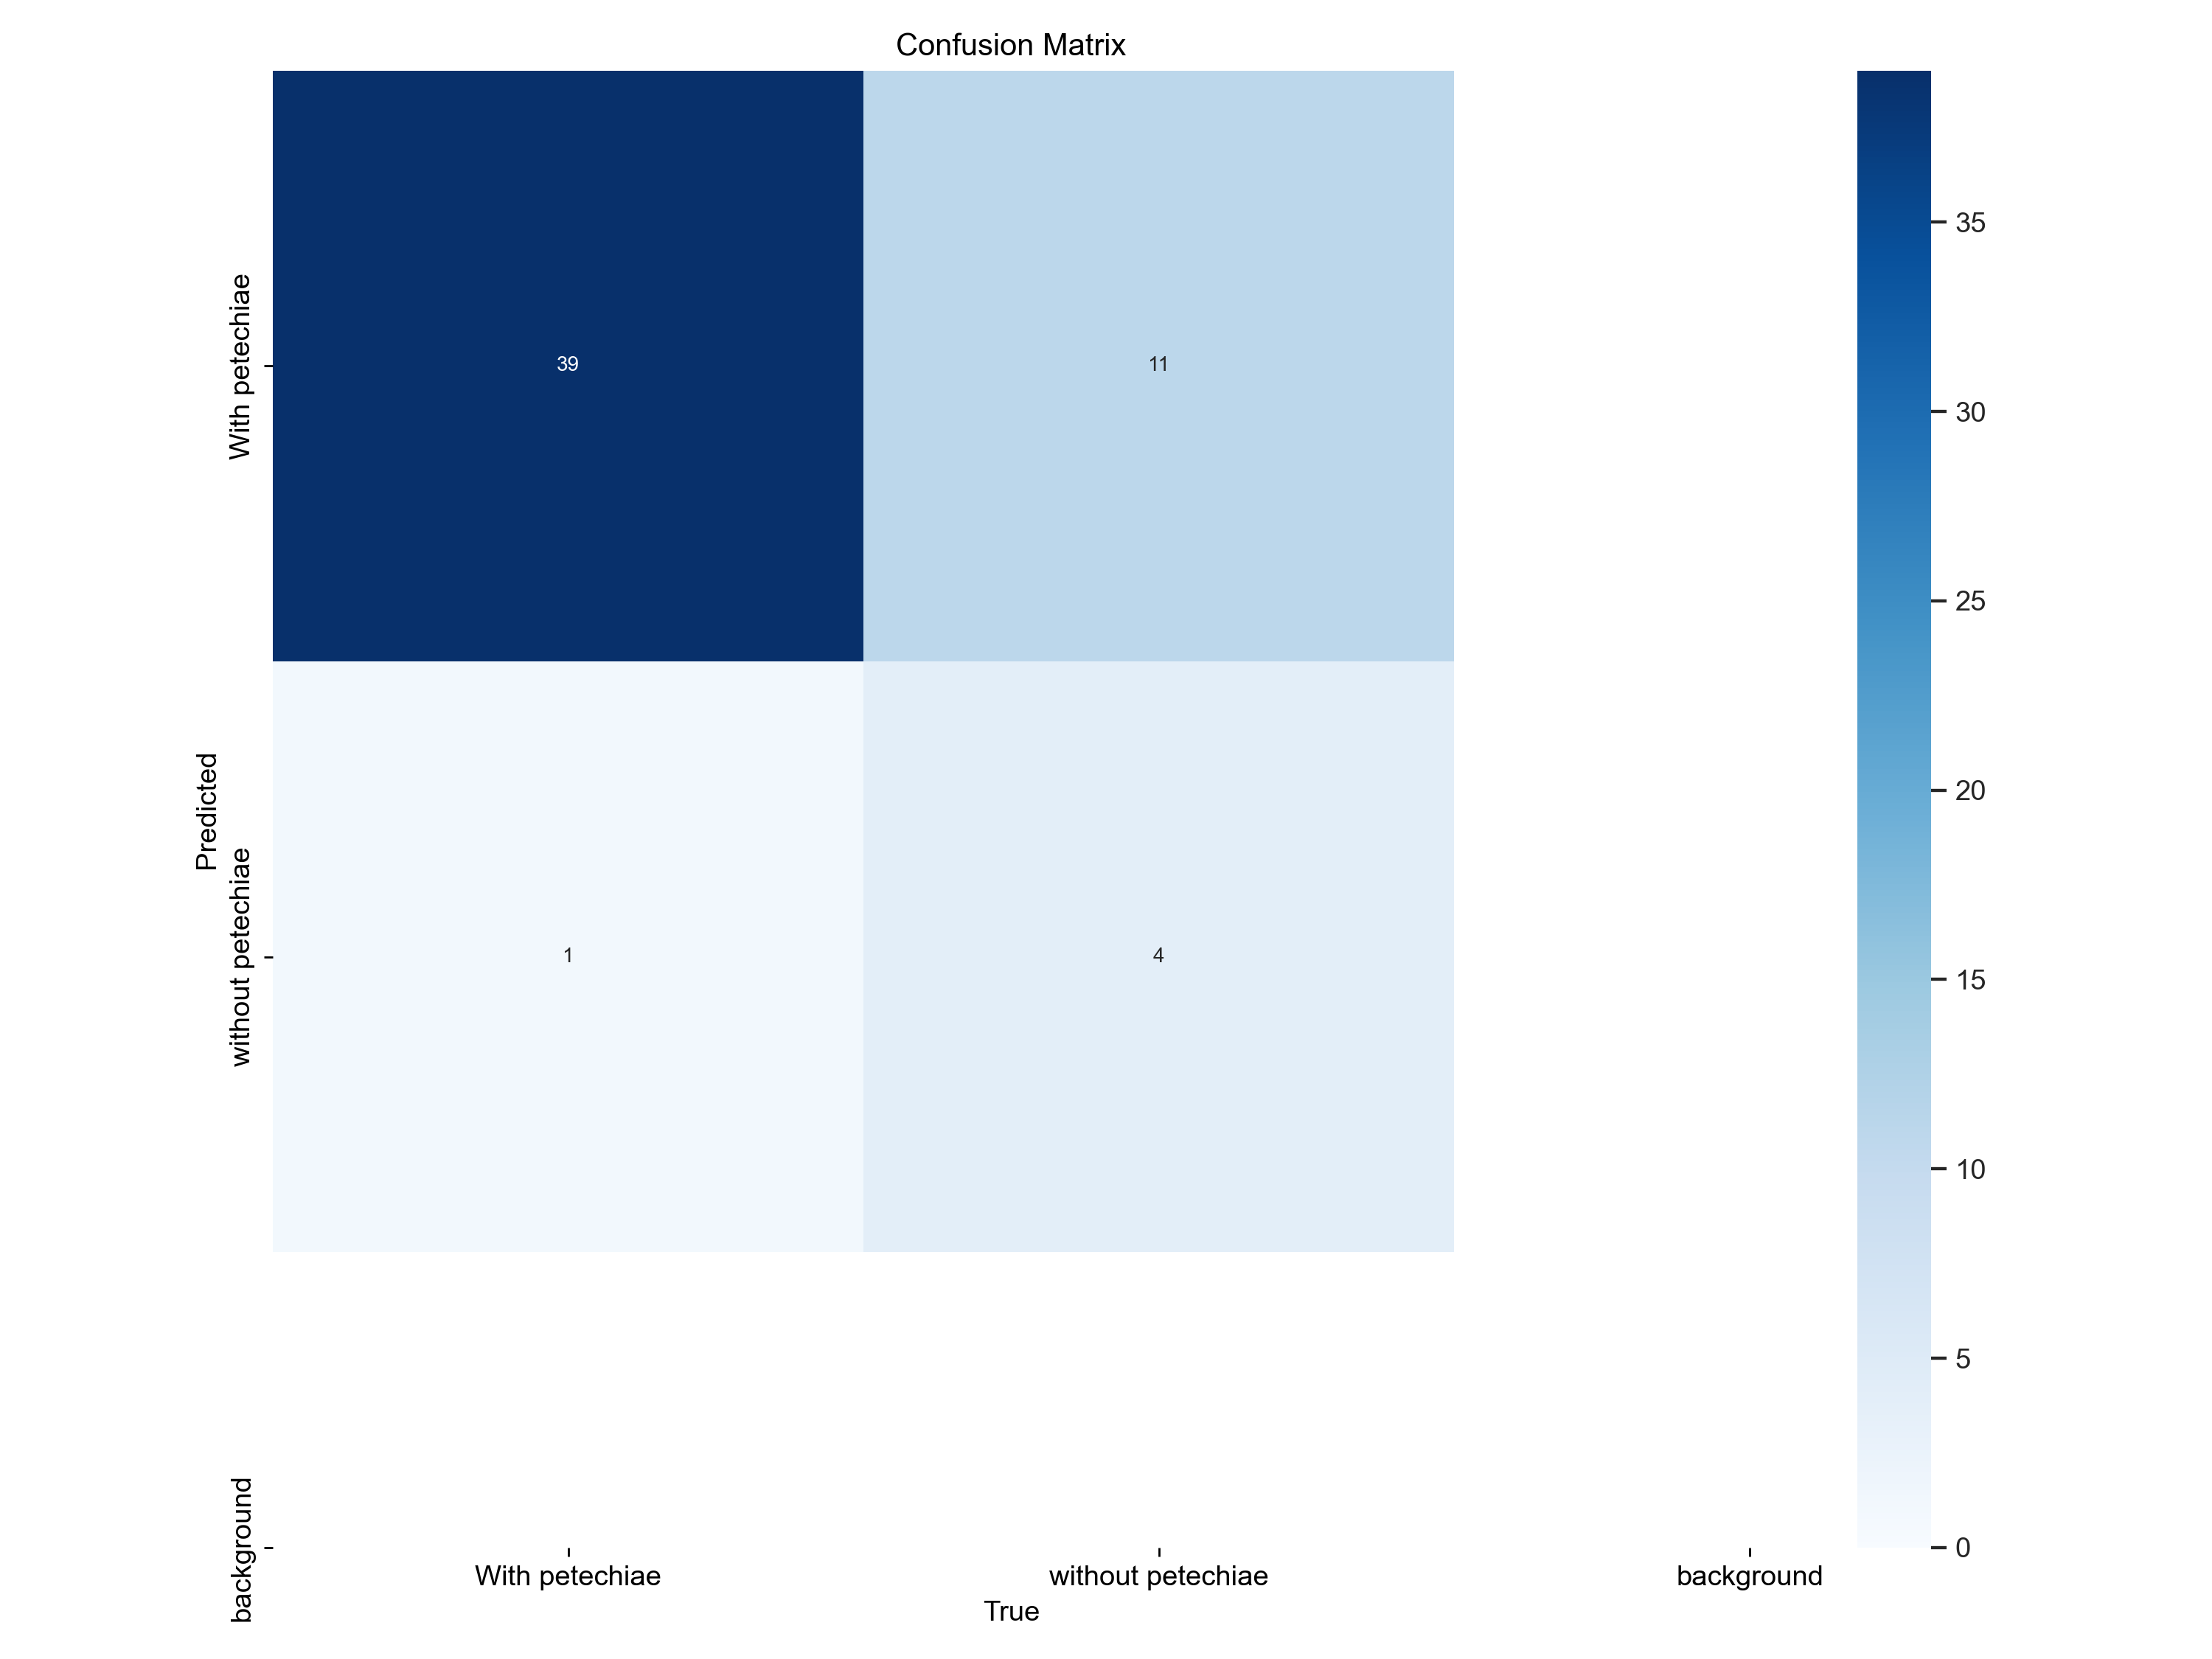 Confusion Matrix
With petechiae
39
11
35
30
25
20
15
10
5
0
Predicted
without petechiae
1
4
background
With petechiae
without petechiae
background
True